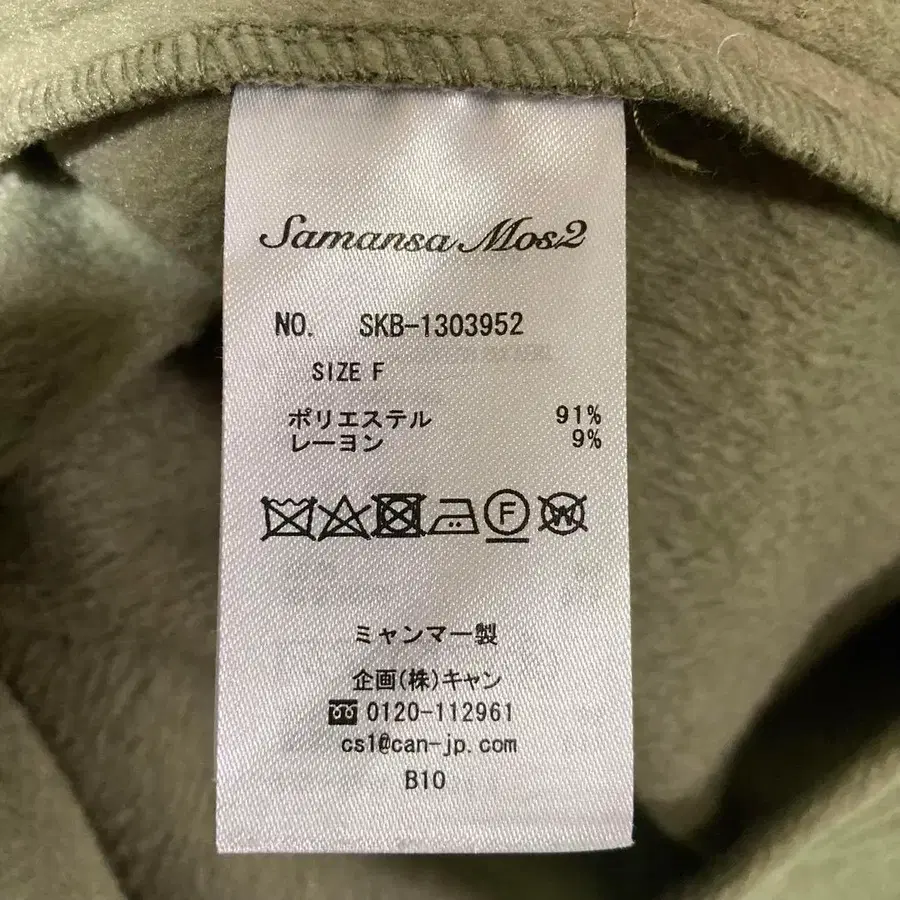 Samansa Mos2
NO. SKB-1303952
SIZE F
ポリエステル 91%
レーヨン 9%
F W
ミャンマー製
企画(株)キャン
0120-112961
cs1@can-jp.com
B10